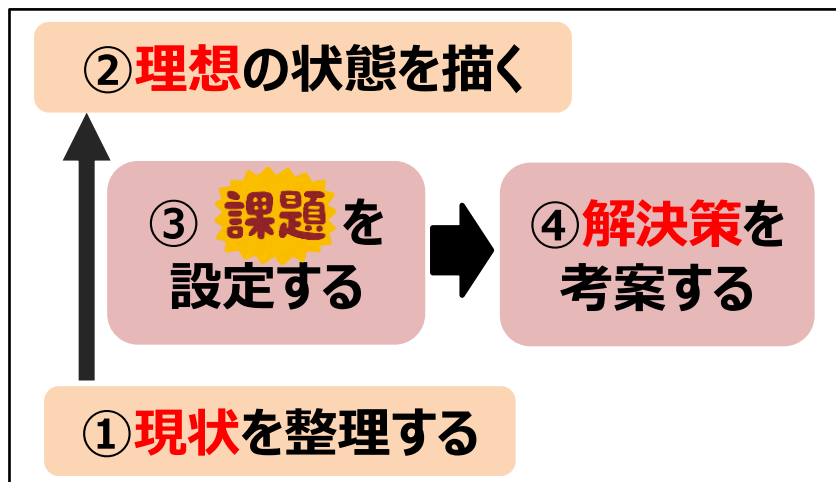 ②理想の状態を描く
③ 課題 を
設定する
④解決策を
考案する
①現状を整理する